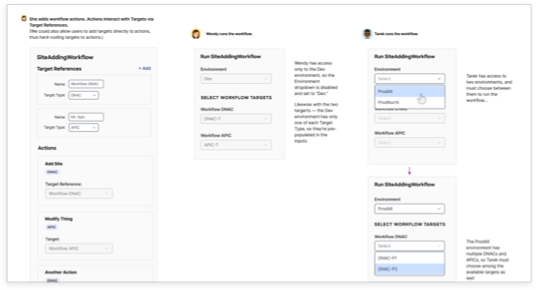 She adds workflow actions. Actions interact with Targets via
Target References.
(We could also allow users to add targets directly to actions,
thus hard-coding targets to actions.)
SiteAddingWorkflow
Target References
+ Add
Name:
Workflow DNAC
Target Type:
DNAC
Name:
Mr. Apic
Target Type:
APIC
Actions
Add Site
DNAC
Target Reference:
Workflow DNAC
Modify Thing
APIC
Target:
Workflow APIC
Another Action
DNAC
Wendy runs the workflow.
Run SiteAddingWorkflow
Environment
Dev
SELECT WORKFLOW TARGETS
Workflow DNAC
DNAC-T
Workflow APIC
APIC-T
Wendy has access
only to the Dev
environment, so the
Environment
dropdown is disabled
and set to "Dev."
Likewise with the two
targets — the Dev
environment has only
one of each Target
Type, so they're pre-
populated in the
inputs.
Tarek runs the workflow.
Run SiteAddingWorkflow
Environment
Select
ProdAll
ProdNorth
Select
Workflow APIC
Select
Tarek has access to
two environments, and
must choose between
them to run the
workflow...
Run SiteAddingWorkflow
Environment
ProdAll
SELECT WORKFLOW TARGETS
Workflow DNAC
Select
DNAC-P1
DNAC-P2
The ProdAll
environment has
multiple DNACs and
APICs, so Tarek must
choose among the
available targets as
well